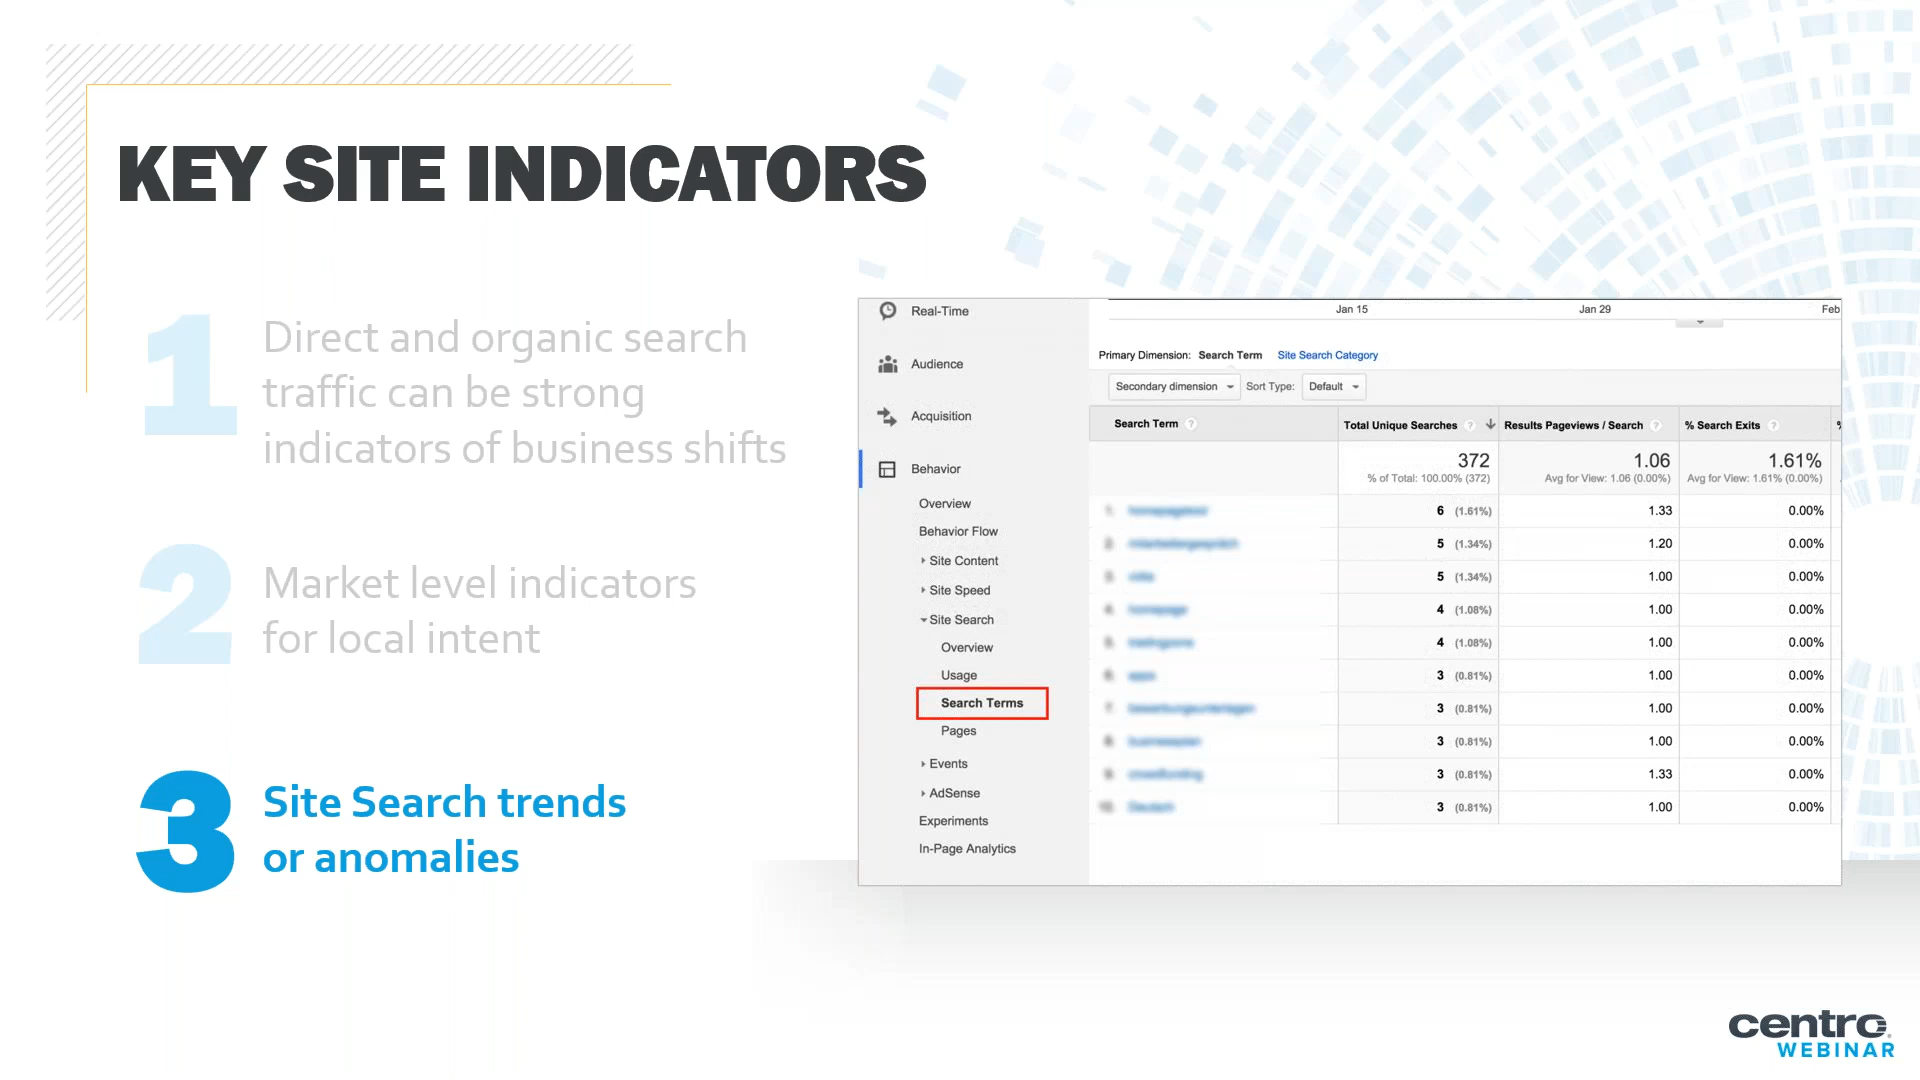 KEY SITE INDICATORS
1
Direct and organic search
traffic can be strong
indicators of business shifts
2
Market level indicators
for local intent
3
Site Search trends
or anomalies
Real-Time
Audience
Acquisition
Behavior
Overview
Behavior Flow
Site Content
Site Speed
Site Search
Overview
Usage
Search Terms
Pages
Events
AdSense
Experiments
In-Page Analytics
Jan 15 Jan 29 Feb
Primary Dimension: Search Term Site Search Category
Secondary dimension Sort Type: Default
Search Term ? Total Unique Searches ? Results Pageviews / Search ? % Search Exits ? %
372 1.06 1.61%
% of Total: 100.00% (372) Avg for View: 1.06 (0.00%) Avg for View: 1.61% (0.00%)
6 (1.61%) 1.33 0.00%
5 (1.34%) 1.20 0.00%
5 (1.34%) 1.00 0.00%
4 (1.08%) 1.00 0.00%
4 (1.08%) 1.00 0.00%
3 (0.81%) 1.00 0.00%
3 (0.81%) 1.00 0.00%
3 (0.81%) 1.00 0.00%
3 (0.81%) 1.33 0.00%
3 (0.81%) 1.00 0.00%
centro
WEBINAR